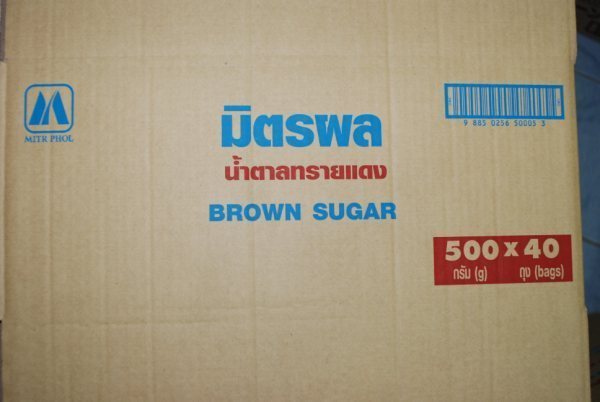 MITR PHOL
มิตรผล
น้ำตาลทรายแดง
BROWN SUGAR
9 885 0256 50005 3
500 x 40
กรัม (g) ถุง (bags)